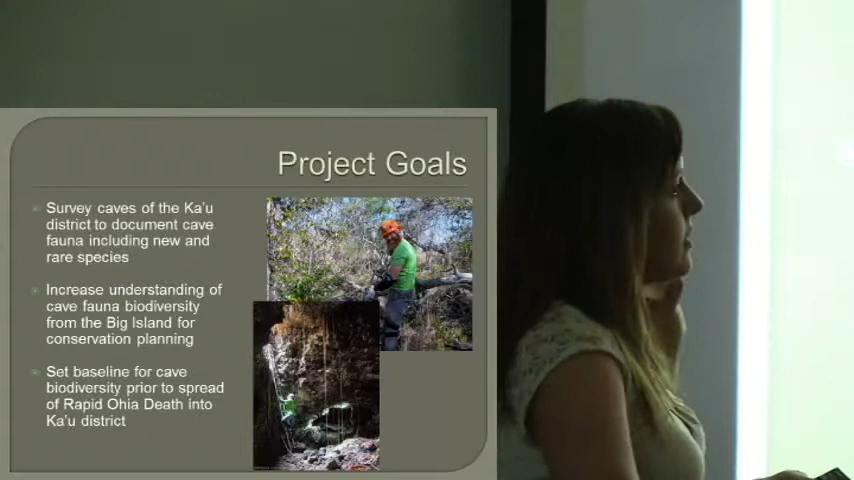 Project Goals
Survey caves of the Ka'u
district to document cave
fauna including new and
rare species
Increase understanding of
cave fauna biodiversity
from the Big Island for
conservation planning
Set baseline for cave
biodiversity prior to spread
of Rapid Ohia Death into
Ka'u district